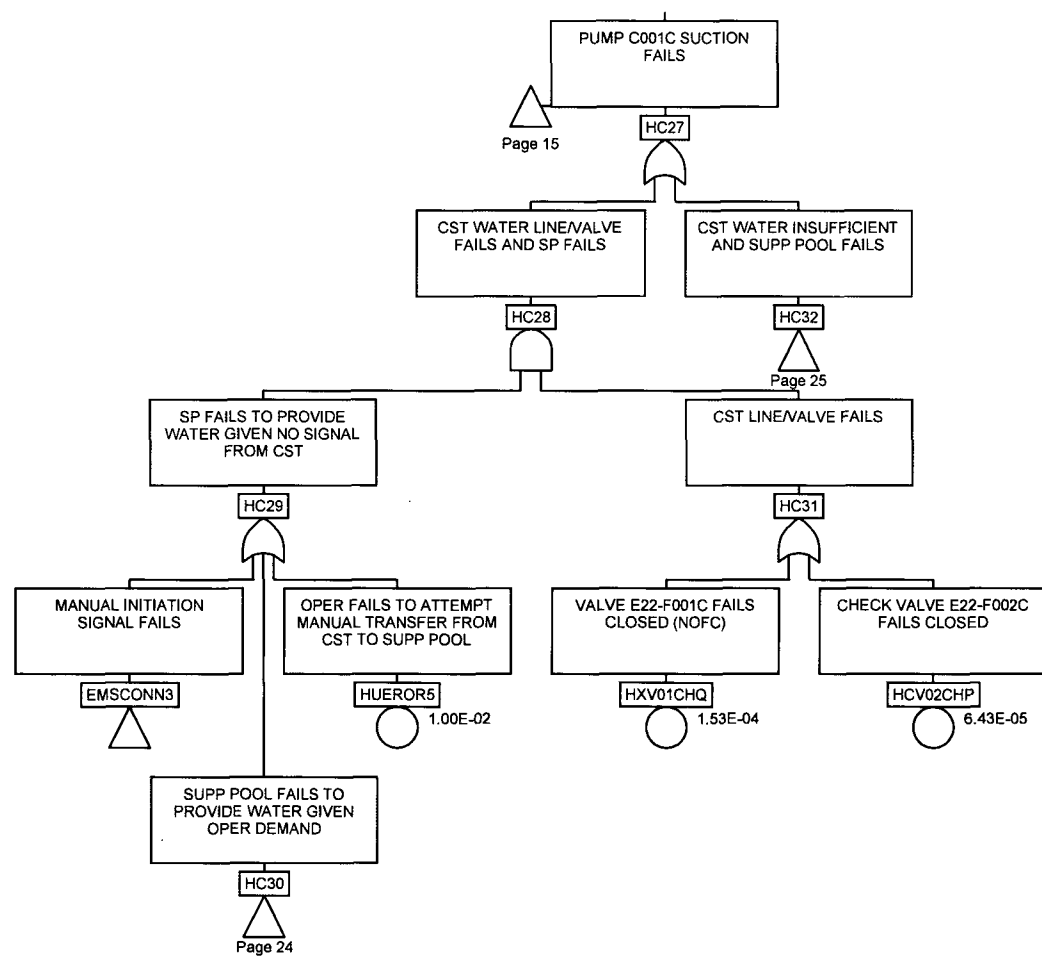 PUMP C001C SUCTION
FAILS
Page 15
HC27
CST WATER LINE/VALVE
FAILS AND SP FAILS
HC28
CST WATER INSUFFICIENT
AND SUPP POOL FAILS
HC32
Page 25
SP FAILS TO PROVIDE
WATER GIVEN NO SIGNAL
FROM CST
HC29
CST LINE/VALVE FAILS
HC31
MANUAL INITIATION
SIGNAL FAILS
EMSCONN3
OPER FAILS TO ATTEMPT
MANUAL TRANSFER FROM
CST TO SUPP POOL
HUEROR5
1.00E-02
VALVE E22-F001C FAILS
CLOSED (NOFC)
HXV01CHQ
1.53E-04
CHECK VALVE E22-F002C
FAILS CLOSED
HCV02CHP
6.43E-05
SUPP POOL FAILS TO
PROVIDE WATER GIVEN
OPER DEMAND
HC30
Page 24